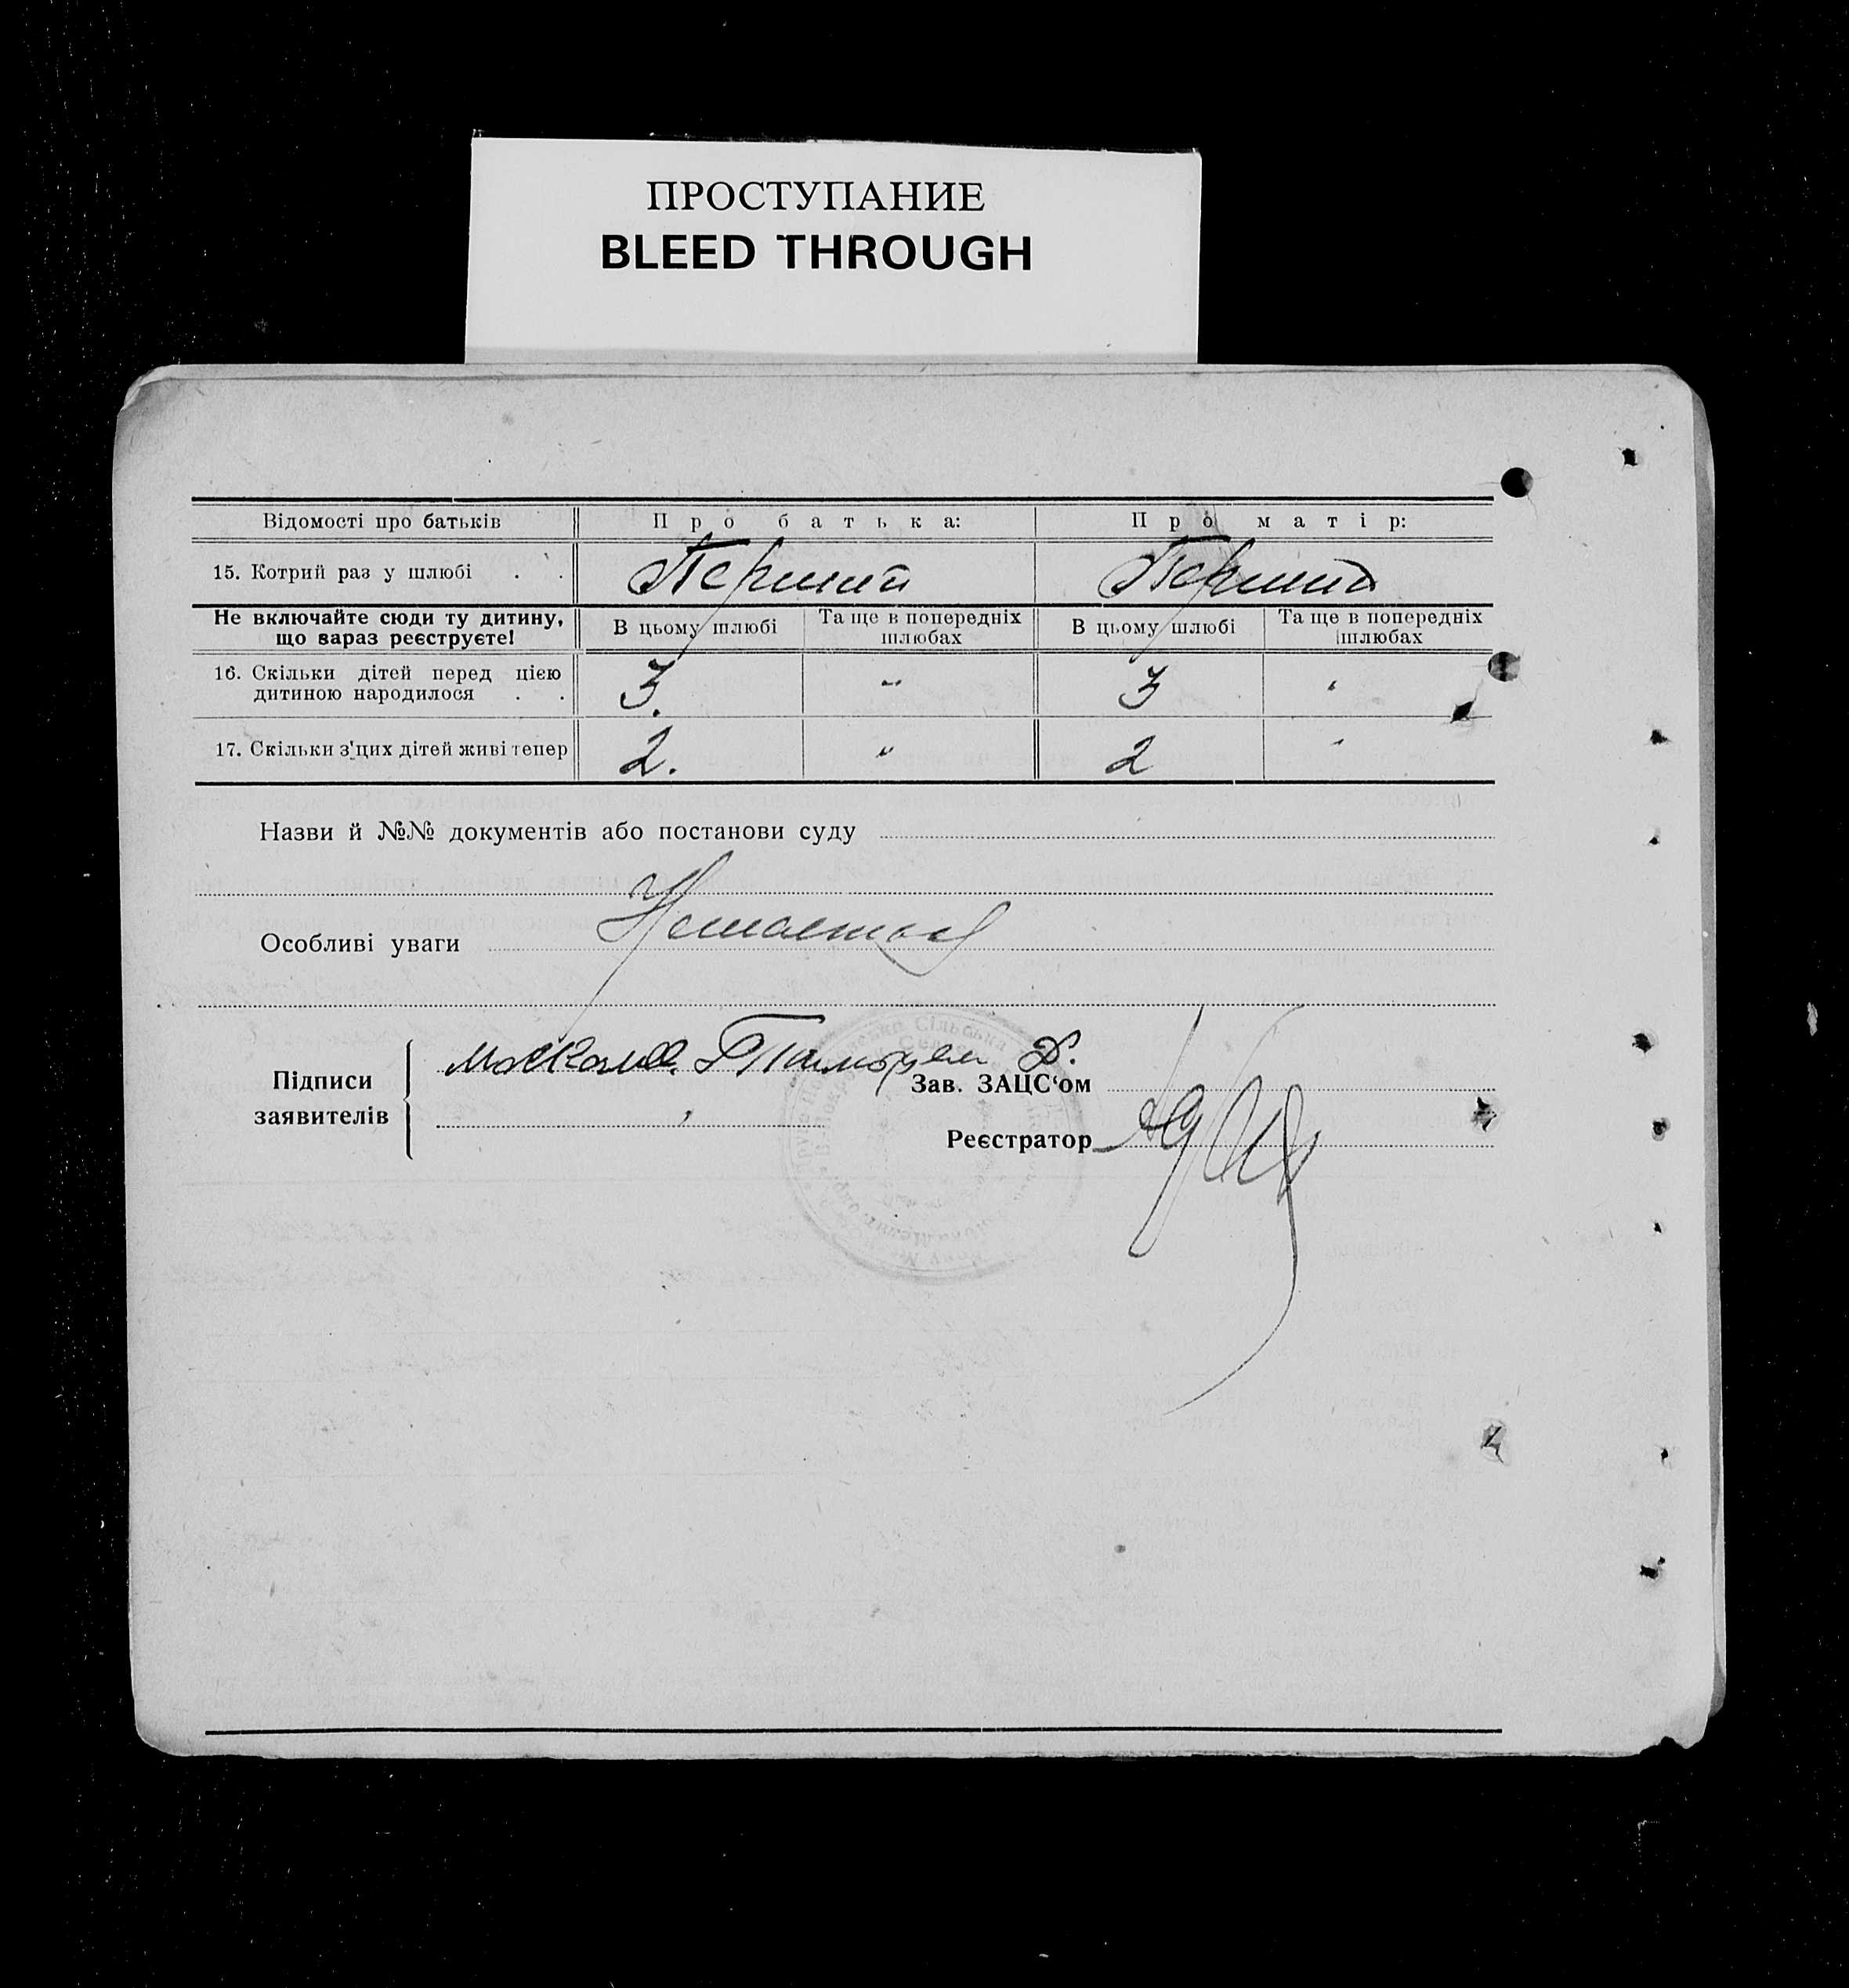 ПРОСТУПАНИЕ
BLEED THROUGH
Відомості про батьків Про батька: Про матір:
15. Котрий раз у шлюбі . . Перший Перший
Не включайте сюди ту дитину, що зараз реєструєте! В цьому шлюбі Та ще в попередніх шлюбах В цьому шлюбі Та ще в попередніх шлюбах
16. Скільки дітей перед цією
дитиною народилося . . 3. " 3 "
17. Скільки з'цих дітей живі тепер 2. " 2 "
Назви й №№ документів або постанови суду
Особливі уваги
Підписи
заявителів
Зав. ЗАЦС'ом
Реєстратор